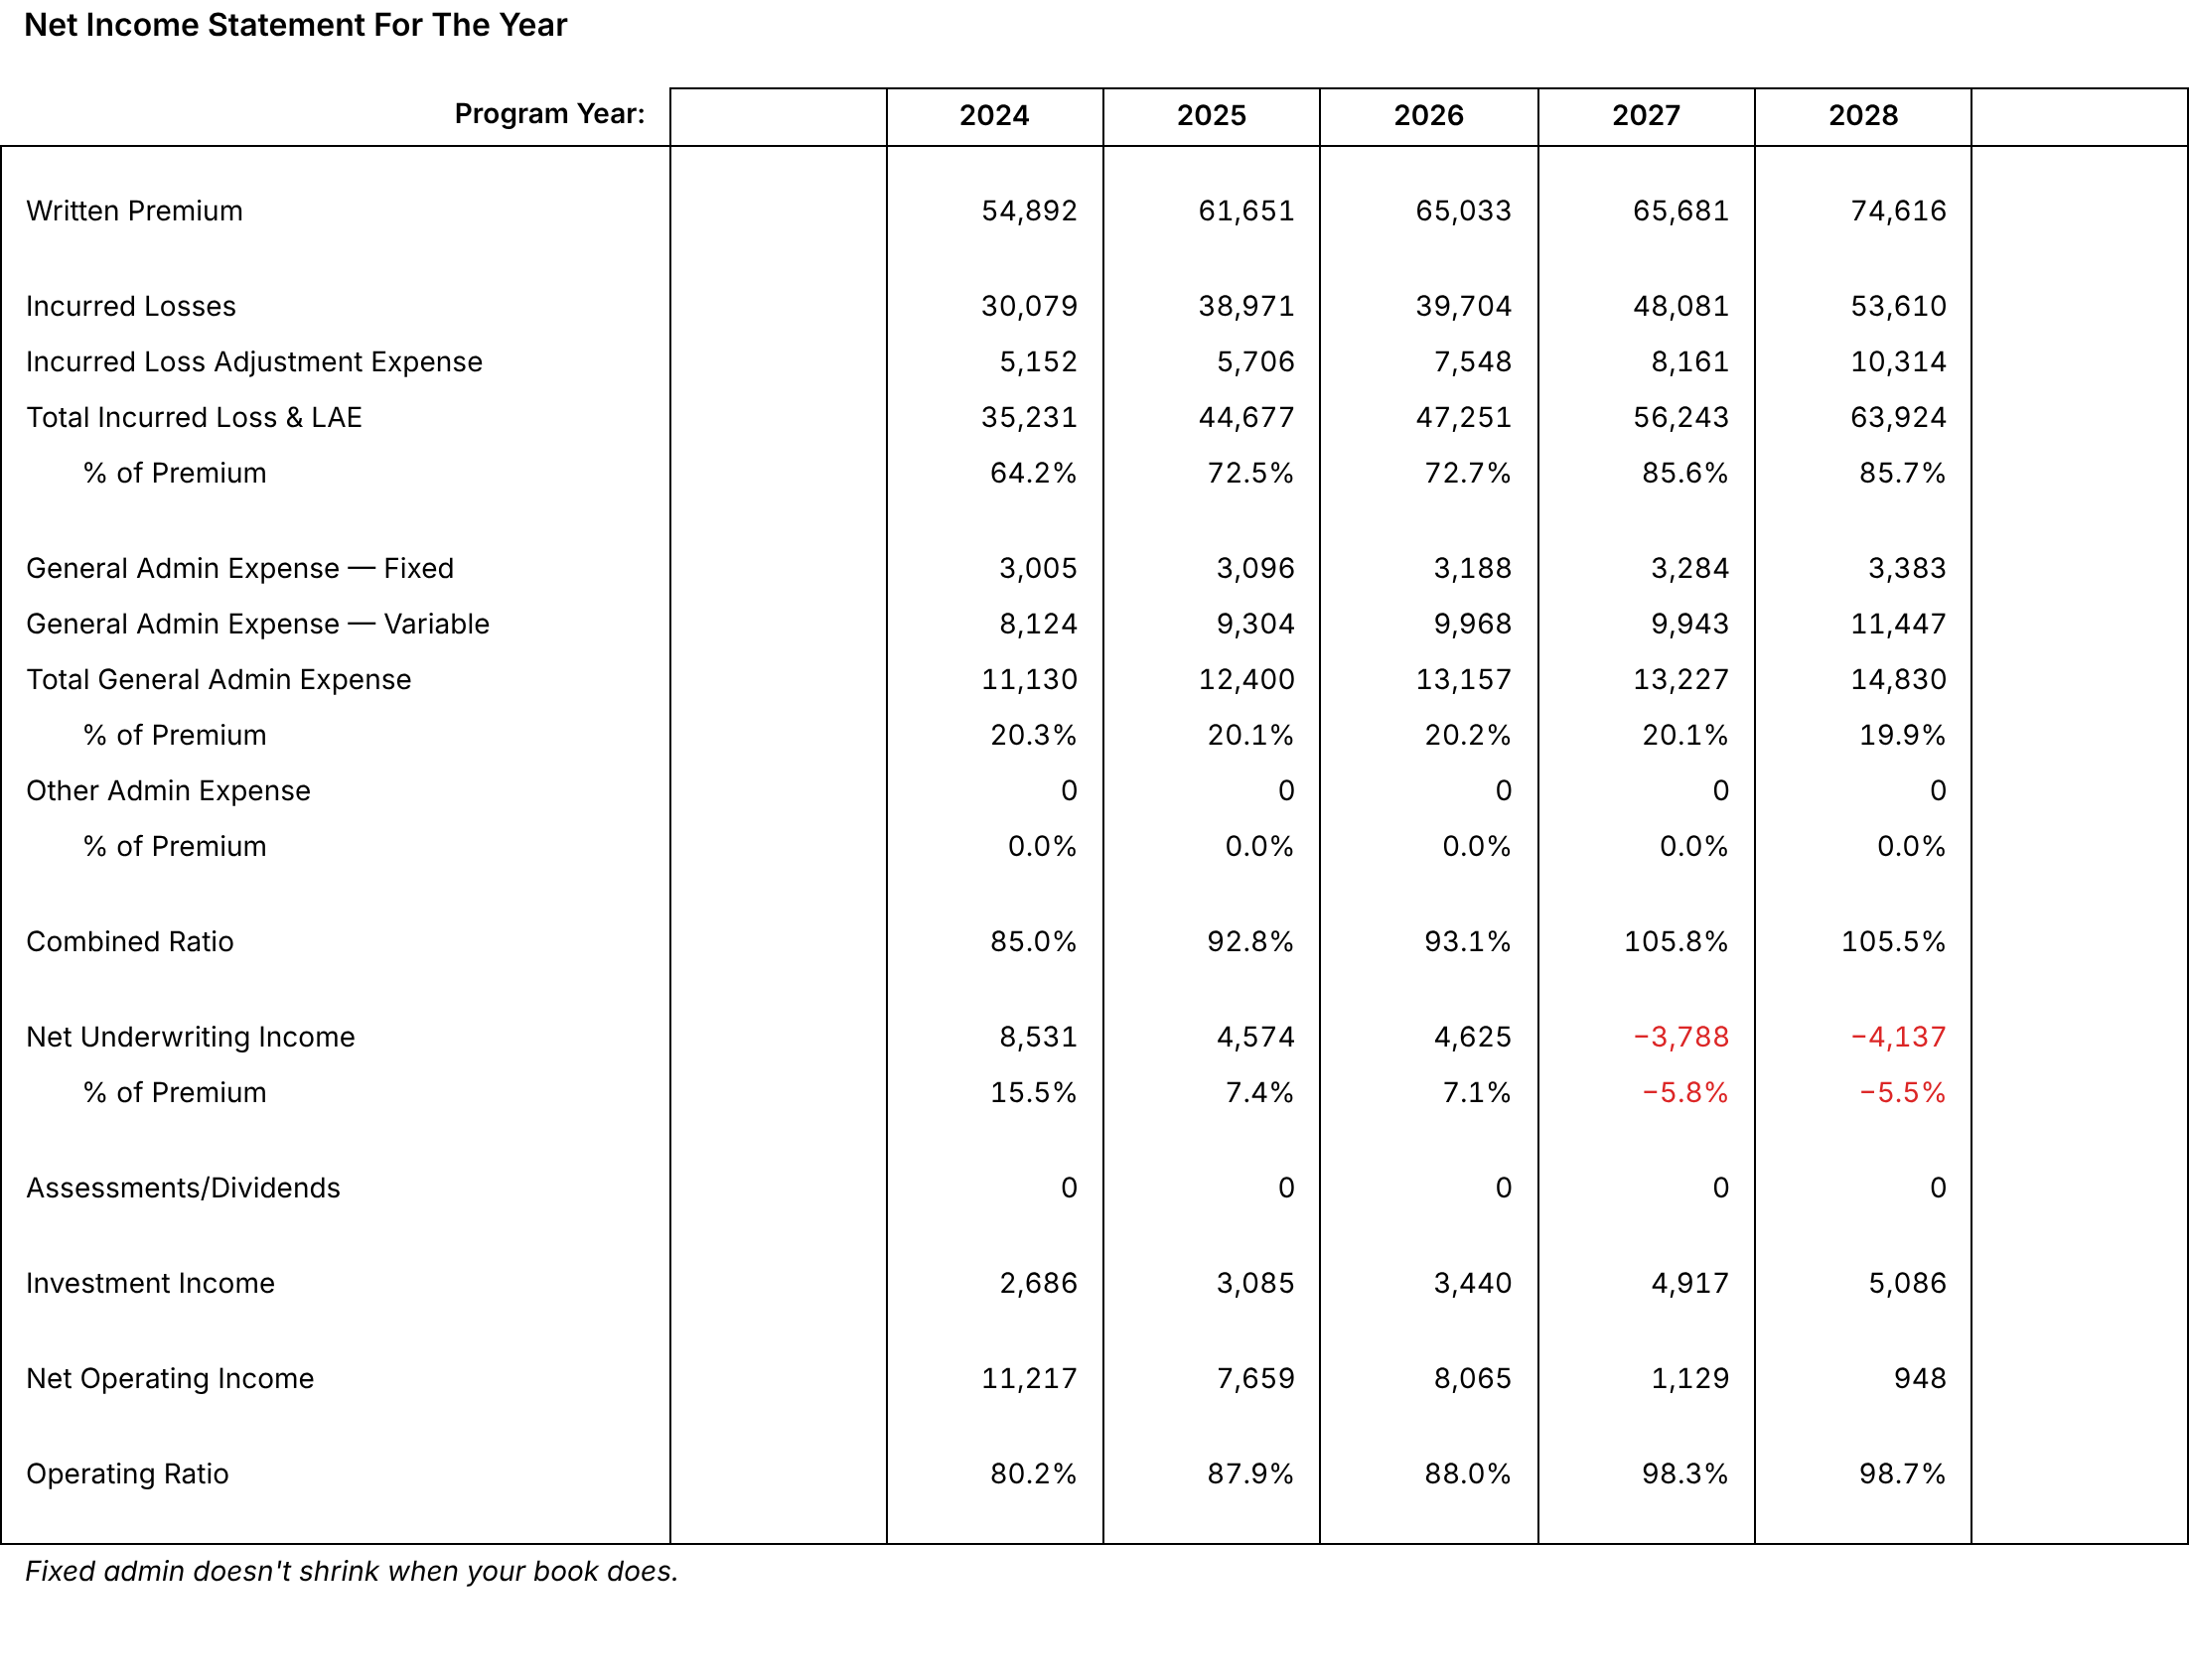 Net Income Statement For The Year
Program Year: 2024 2025 2026 2027 2028
Written Premium 54,892 61,651 65,033 65,681 74,616
Incurred Losses 30,079 38,971 39,704 48,081 53,610
Incurred Loss Adjustment Expense 5,152 5,706 7,548 8,161 10,314
Total Incurred Loss & LAE 35,231 44,677 47,251 56,243 63,924
% of Premium 64.2% 72.5% 72.7% 85.6% 85.7%
General Admin Expense — Fixed 3,005 3,096 3,188 3,284 3,383
General Admin Expense — Variable 8,124 9,304 9,968 9,943 11,447
Total General Admin Expense 11,130 12,400 13,157 13,227 14,830
% of Premium 20.3% 20.1% 20.2% 20.1% 19.9%
Other Admin Expense 0 0 0 0 0
% of Premium 0.0% 0.0% 0.0% 0.0% 0.0%
Combined Ratio 85.0% 92.8% 93.1% 105.8% 105.5%
Net Underwriting Income 8,531 4,574 4,625 −3,788 −4,137
% of Premium 15.5% 7.4% 7.1% −5.8% −5.5%
Assessments/Dividends 0 0 0 0 0
Investment Income 2,686 3,085 3,440 4,917 5,086
Net Operating Income 11,217 7,659 8,065 1,129 948
Operating Ratio 80.2% 87.9% 88.0% 98.3% 98.7%
Fixed admin doesn't shrink when your book does.